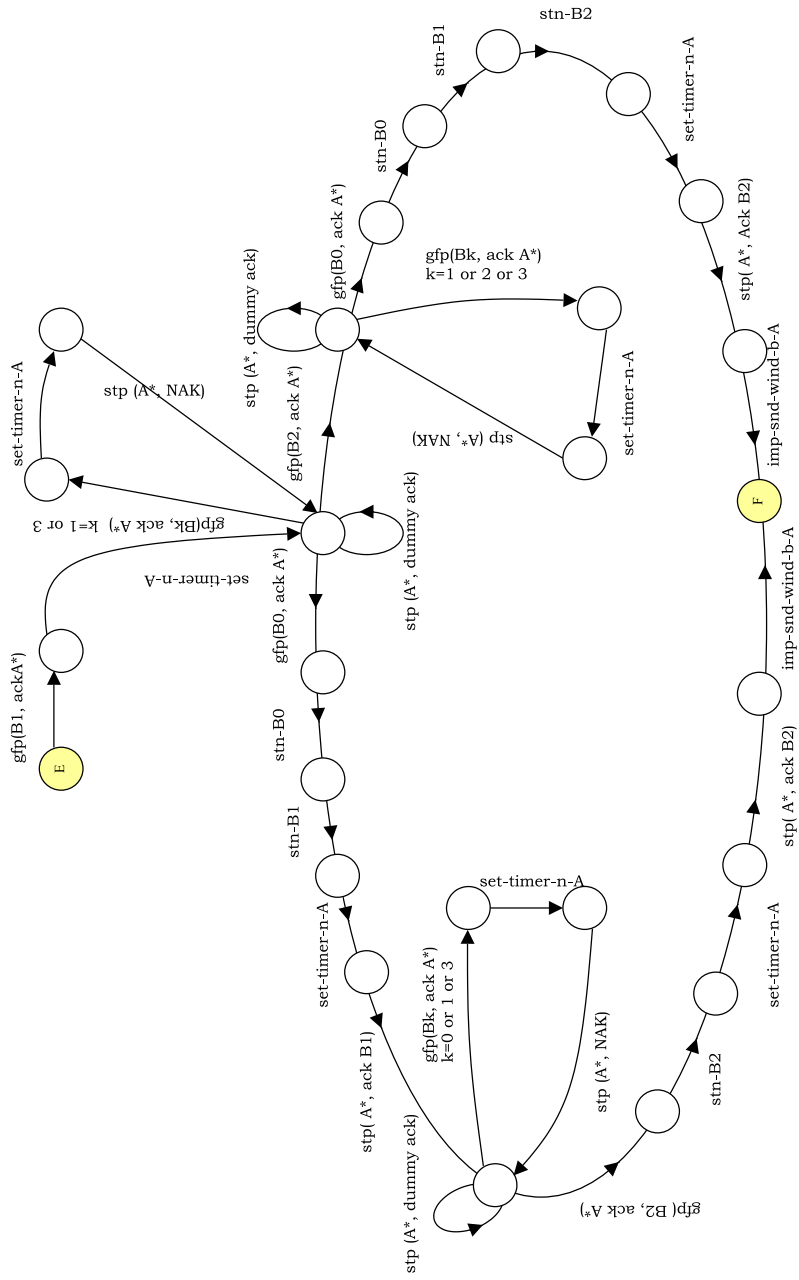 stn-B2
stn-B1
set-timer-n-A
stn-B0
gfp(B0, ack A*)
stp( A*, Ack B2)
gfp(Bk, ack A*)
k=1 or 2 or 3
stp (A*, dummy ack)
set-timer-n-A
stp (A*, NAK)
gfp(B2, ack A*)
imp-snd-wind-b-A
set-timer-n-A
stp (A*, NAK)
gfp(Bk, ack A*) k=1 or 3
stp (A*, dummy ack)
F
set-timer-n-A
gfp(B0, ack A*)
imp-snd-wind-b-A
gfp(B1, ackA*)
E
stn-B0
stp( A*, ack B2)
stn-B1
set-timer-n-A
set-timer-n-A
set-timer-n-A
gfp(Bk, ack A*)
k=0 or 1 or 3
stp( A*, ack B1)
stp (A*, NAK)
stn-B2
stp (A*, dummy ack)
gfp( B2, ack A*)